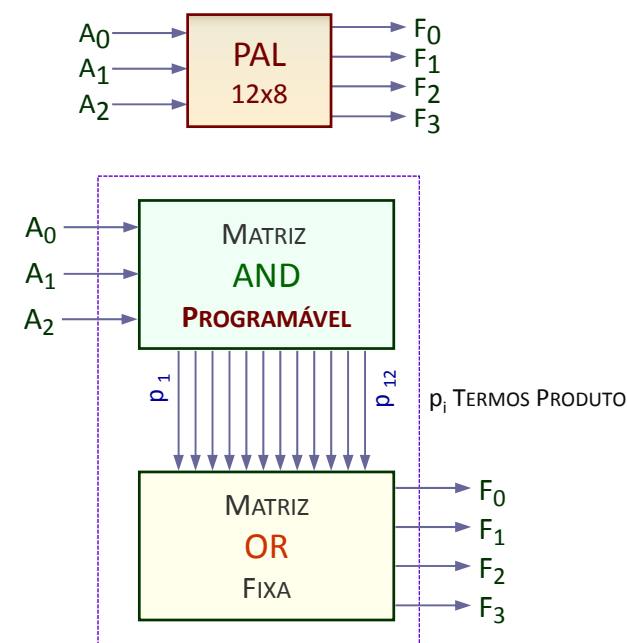 A0
A1
A2
PAL
12x8
F0
F1
F2
F3
A0
A1
A2
MATRIZ
AND
PROGRAMÁVEL
p 1
p 12
pi TERMOS PRODUTO
MATRIZ
OR
FIXA
F0
F1
F2
F3